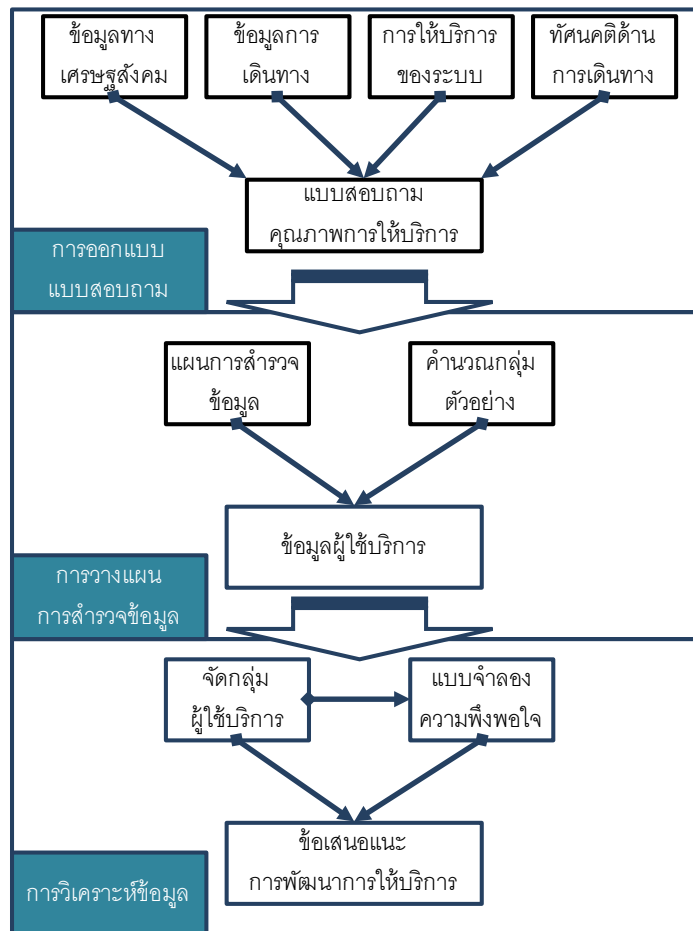 ข้อมูลทาง
เศรษฐสังคม
ข้อมูลการ
เดินทาง
การให้บริการ
ของระบบ
ทัศนคติด้าน
การเดินทาง
แบบสอบถาม
คุณภาพการให้บริการ
การออกแบบ
แบบสอบถาม
แผนการสำรวจ
ข้อมูล
คำนวณกลุ่ม
ตัวอย่าง
ข้อมูลผู้ใช้บริการ
การวางแผน
การสำรวจข้อมูล
จัดกลุ่ม
ผู้ใช้บริการ
แบบจำลอง
ความพึงพอใจ
ข้อเสนอแนะ
การพัฒนาการให้บริการ
การวิเคราะห์ข้อมูล